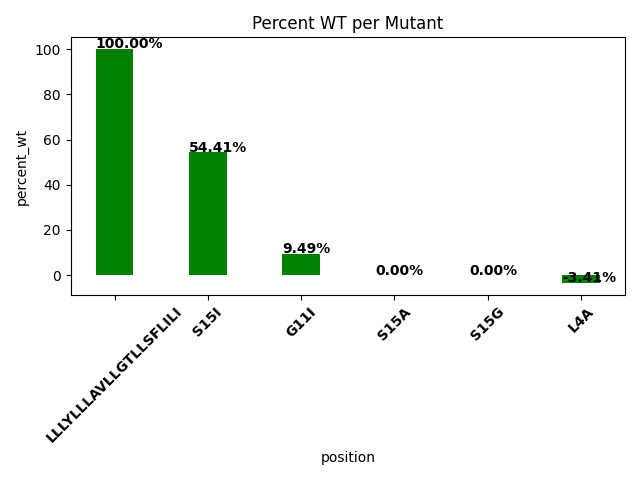 Percent WT per Mutant
percent_wt
100
80
60
40
20
0
100.00%
54.41%
9.49%
0.00%
0.00%
-3.41%
LLLYLLLAVLLGTLLSFLILI
S15I
G11I
S15A
S15G
L4A
position